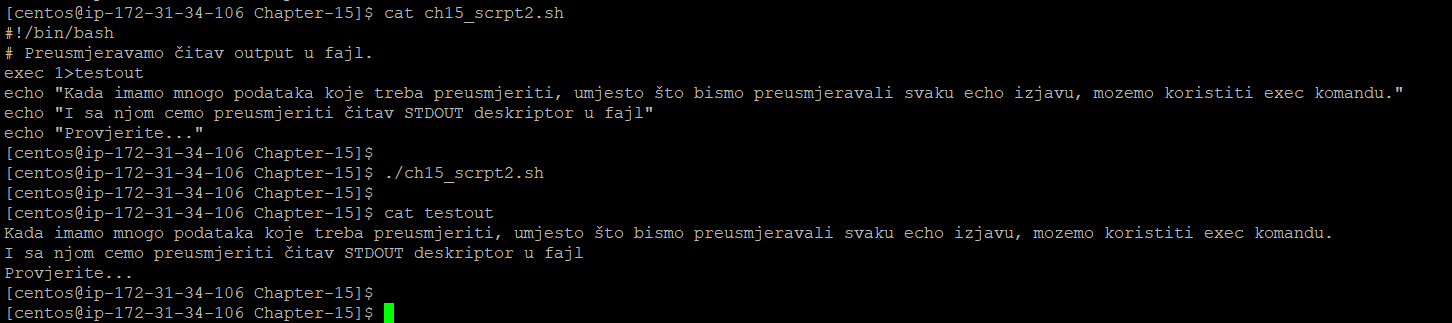 [centos@ip-172-31-34-106 Chapter-15]$ cat ch15_scrpt2.sh
#!/bin/bash
# Preusmjeravamo čitav output u fajl.
exec 1>testout
echo "Kada imamo mnogo podataka koje treba preusmjeriti, umjesto što bismo preusmjeravali svaku echo izjavu, mozemo koristiti exec komandu."
echo "I sa njom cemo preusmjeriti čitav STDOUT deskriptor u fajl"
echo "Provjerite..."
[centos@ip-172-31-34-106 Chapter-15]$
[centos@ip-172-31-34-106 Chapter-15]$ ./ch15_scrpt2.sh
[centos@ip-172-31-34-106 Chapter-15]$
[centos@ip-172-31-34-106 Chapter-15]$ cat testout
Kada imamo mnogo podataka koje treba preusmjeriti, umjesto što bismo preusmjeravali svaku echo izjavu, mozemo koristiti exec komandu.
I sa njom cemo preusmjeriti čitav STDOUT deskriptor u fajl
Provjerite...
[centos@ip-172-31-34-106 Chapter-15]$
[centos@ip-172-31-34-106 Chapter-15]$